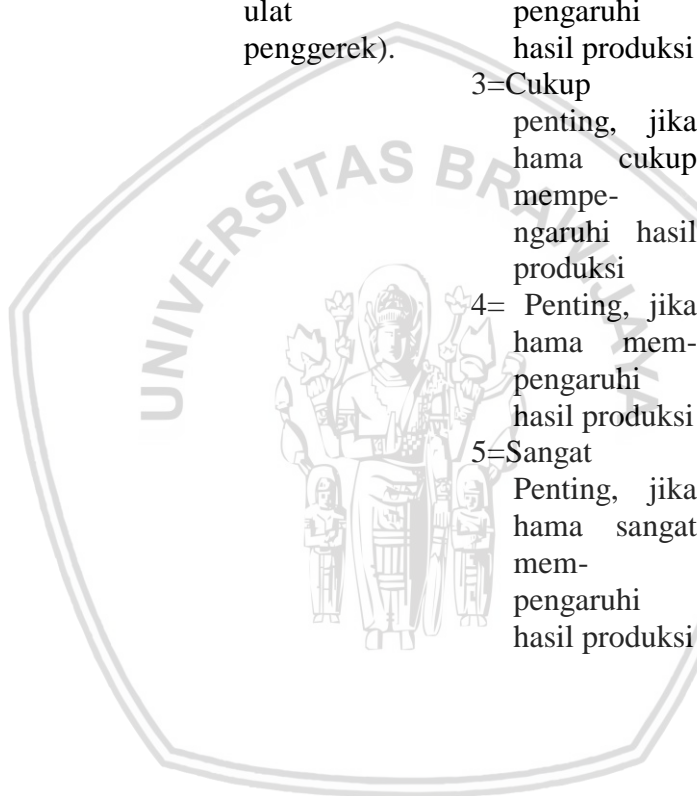 ulat
penggerek).
pengaruhi
hasil produksi
3=Cukup
penting, jika
hama cukup
mempe-
ngaruhi hasil
produksi
4= Penting, jika
hama mem-
pengaruhi
hasil produksi
5=Sangat
Penting, jika
hama sangat
mem-
pengaruhi
hasil produksi
UNIVERSITAS BRAWIJAYA